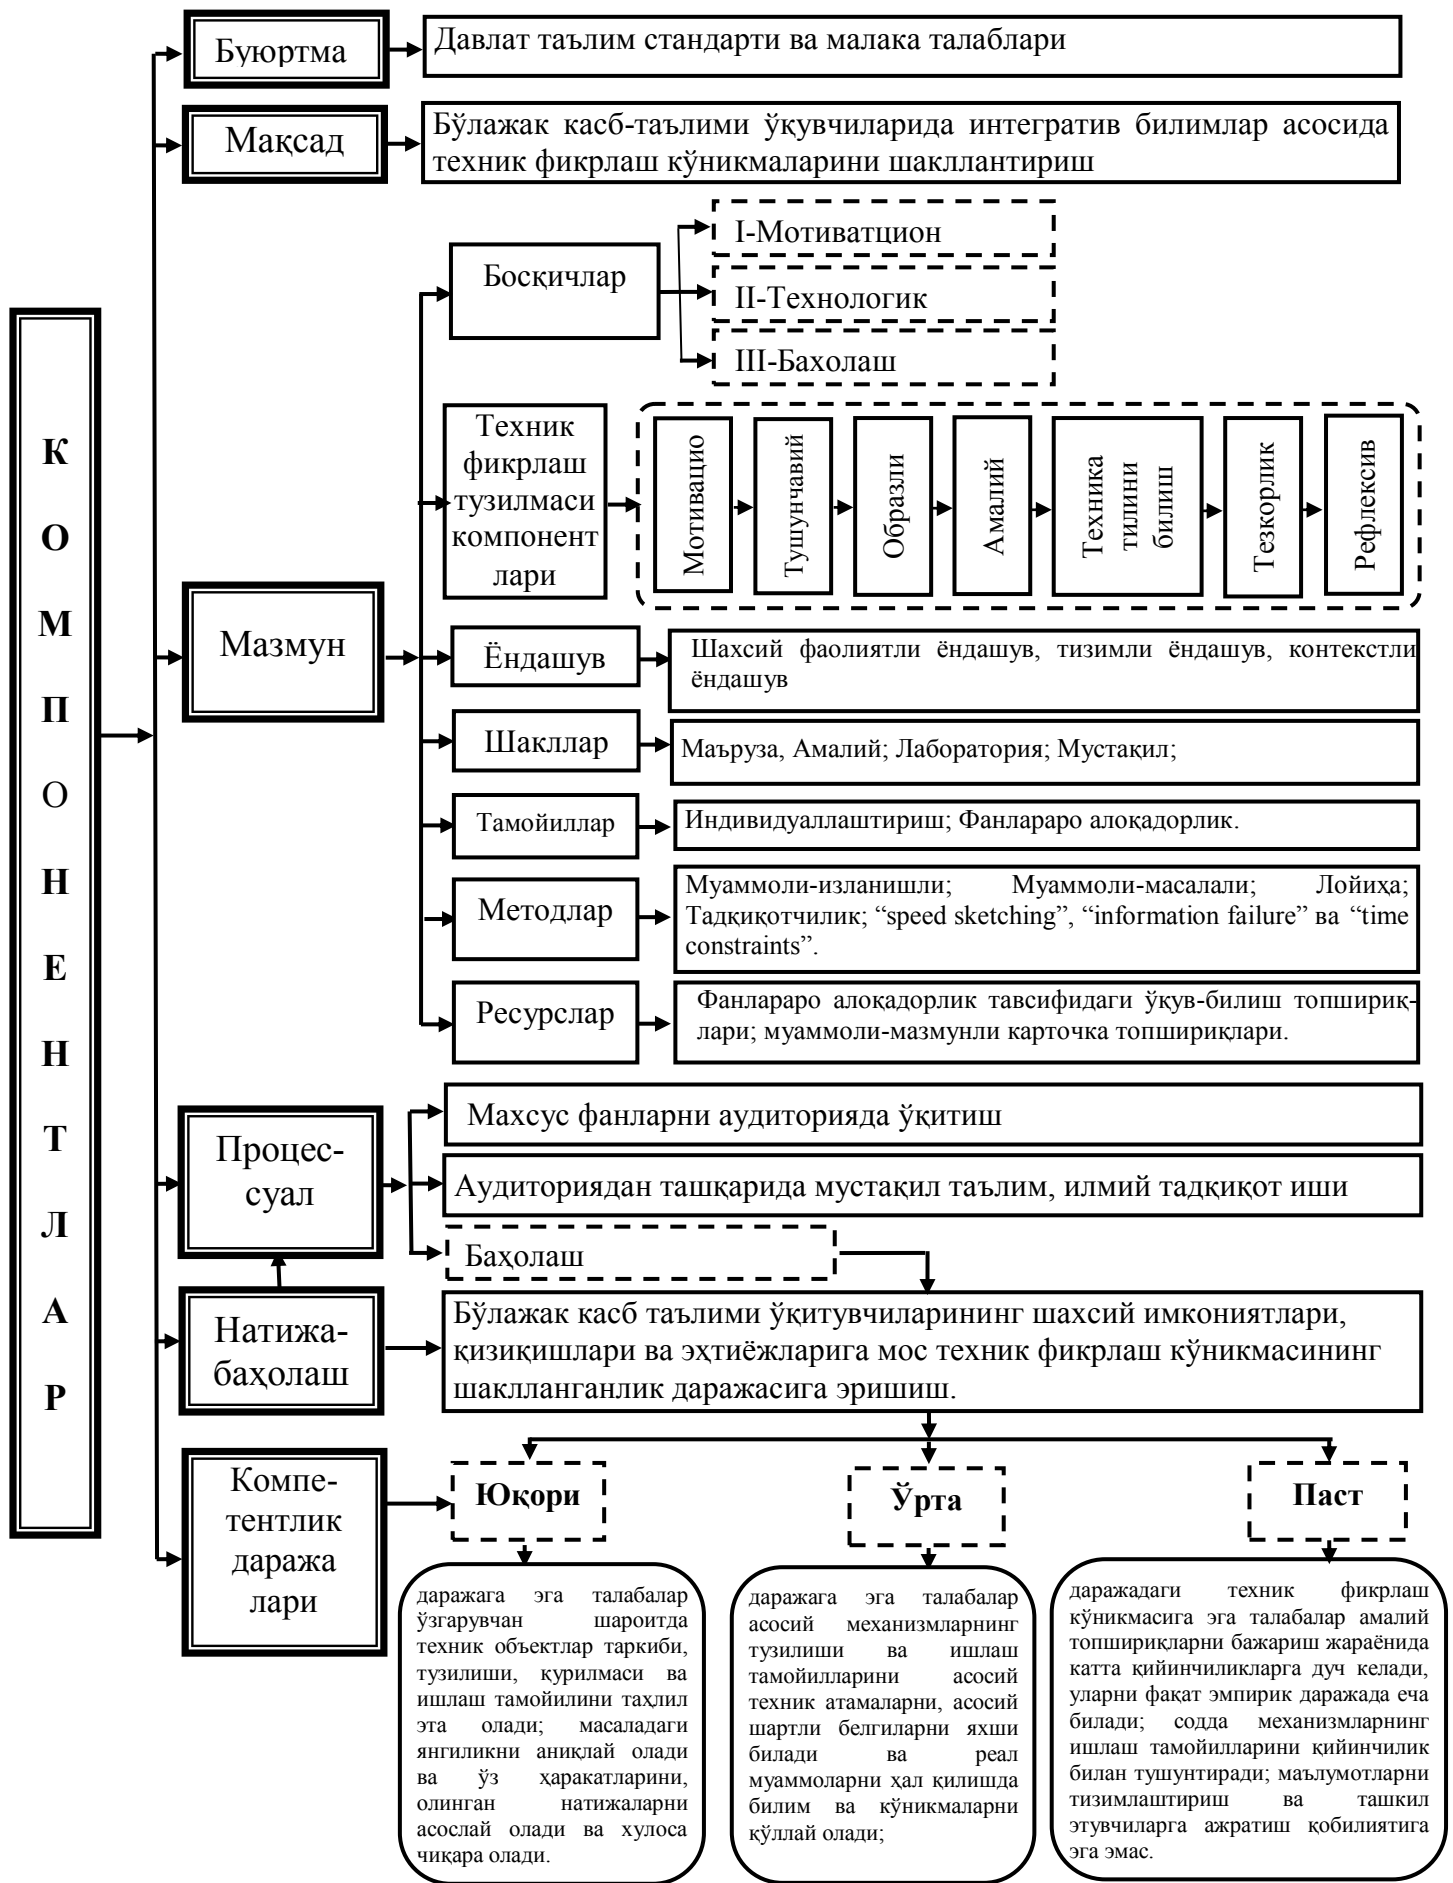 Буюртма
Давлат таълим стандарти ва малака талаблари
Мақсад
Бўлажак касб-таълими ўқувчиларида интегратив билимлар асосида
техник фикрлаш кўникмаларини шакллантириш
К
О
М
П
О
Н
Е
Н
Т
Л
А
Р
Мазмун
Босқичлар
I-Мотиватцион
II-Технологик
III-Бахолаш
Техник
фикрлаш
тузилмаси
компонент
лари
Мотивацио
Тушунчавий
Образли
Амалий
Техника
тилини
билиш
Тезкорлик
Рефлексив
Ёндашув
Шахсий фаолиятли ёндашув, тизимли ёндашув, контекстли
ёндашув
Шакллар
Маъруза, Амалий; Лаборатория; Мустақил;
Тамойиллар
Индивидуаллаштириш; Фанлараро алоқадорлик.
Методлар
Муаммоли-изланишли; Муаммоли-масалали; Лойиҳа;
Тадқиқотчилик; “speed sketching”, “information failure” ва “time
constraints”.
Ресурслар
Фанлараро алоқадорлик тавсифидаги ўқув-билиш топшириқ-
лари; муаммоли-мазмунли карточка топшириқлари.
Процес-
суал
Махсус фанларни аудиторияда ўқитиш
Аудиториядан ташқарида мустақил таълим, илмий тадқиқот иши
Баҳолаш
Натижа-
баҳолаш
Бўлажак касб таълими ўқитувчиларининг шахсий имкониятлари,
қизиқишлари ва эҳтиёжларига мос техник фикрлаш кўникмасининг
шаклланганлик даражасига эришиш.
Компе-
тентлик
даража
лари
Юқори
Ўрта
Паст
даражага эга талабалар
ўзгарувчан шароитда
техник объектлар таркиби,
тузилиши, қурилмаси ва
ишлаш тамойилини таҳлил
эта олади; масаладаги
янгиликни аниқлай олади
ва ўз ҳаракатларини,
олинган натижаларни
асослай олади ва хулоса
чиқара олади.
даражага эга талабалар
асосий механизмларнинг
тузилиши ва ишлаш
тамойилларини асосий
техник атамаларни, асосий
шартли белгиларни яхши
билади ва реал
муаммоларни ҳал қилишда
билим ва кўникмаларни
қўллай олади;
даражадаги техник фикрлаш
кўникмасига эга талабалар амалий
топшириқларни бажариш жараёнида
катта қийинчиликларга дуч келади,
уларни фақат эмпирик даражада еча
билади; содда механизмларнинг
ишлаш тамойилларини қийинчилик
билан тушунтиради; маълумотларни
тизимлаштириш ва ташкил
этувчиларга ажратиш қобилиятига
эга эмас.